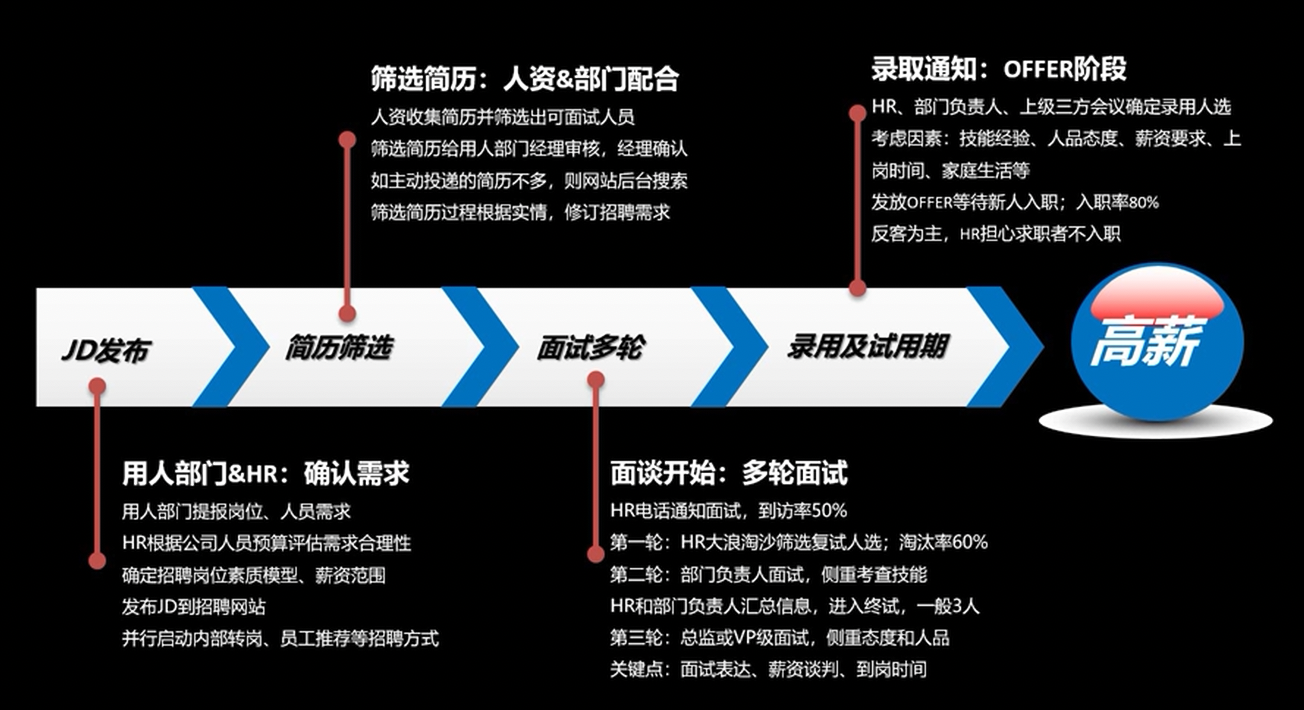 筛选简历：人资&部门配合
人资收集简历并筛选出可面试人员
筛选简历给用人部门经理审核，经理确认
如主动投递的简历不多，则网站后台搜索
筛选简历过程根据实情，修订招聘需求
录取通知：OFFER阶段
HR、部门负责人、上级三方会议确定录用人选
考虑因素：技能经验、人品态度、薪资要求、上
岗时间、家庭生活等
发放OFFER等待新人入职；入职率80%
反客为主，HR担心求职者不入职
JD发布
简历筛选
面试多轮
录用及试用期
高薪
用人部门&HR：确认需求
用人部门提报岗位、人员需求
HR根据公司人员预算评估需求合理性
确定招聘岗位素质模型、薪资范围
发布JD到招聘网站
并行启动内部转岗、员工推荐等招聘方式
面谈开始：多轮面试
HR电话通知面试，到访率50%
第一轮：HR大浪淘沙筛选复试人选；淘汰率60%
第二轮：部门负责人面试，侧重考查技能
HR和部门负责人汇总信息，进入终试，一般3人
第三轮：总监或VP级面试，侧重态度和人品
关键点：面试表达、薪资谈判、到岗时间